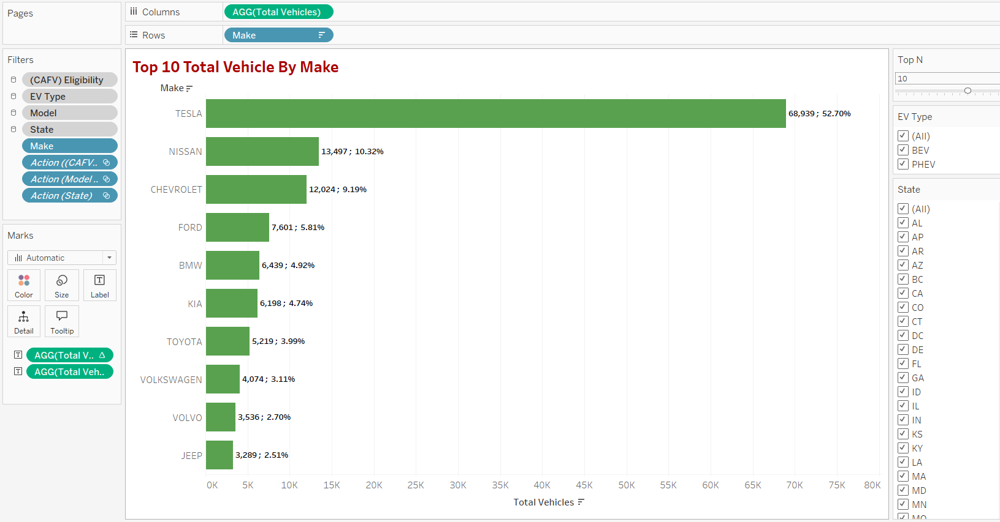 Pages
Columns
AGG(Total Vehicles)
Rows
Make
Filters
(CAFV) Eligibility
EV Type
Model
State
Make
Action ((CAFV..
Action (Model ..
Action (State)
Marks
Automatic
Color
Size
Label
Detail
Tooltip
AGG(Total V.. Δ
AGG(Total Veh..
Top 10 Total Vehicle By Make
Make
TESLA 68,939 ; 52.70%
NISSAN 13,497 ; 10.32%
CHEVROLET 12,024 ; 9.19%
FORD 7,601 ; 5.81%
BMW 6,439 ; 4.92%
KIA 6,198 ; 4.74%
TOYOTA 5,219 ; 3.99%
VOLKSWAGEN 4,074 ; 3.11%
VOLVO 3,536 ; 2.70%
JEEP 3,289 ; 2.51%
0K 5K 10K 15K 20K 25K 30K 35K 40K 45K 50K 55K 60K 65K 70K 75K 80K
Total Vehicles
Top N
10
EV Type
(All)
BEV
PHEV
State
(All)
AL
AP
AR
AZ
BC
CA
CO
CT
DC
DE
FL
GA
ID
IL
IN
KS
KY
LA
MA
MD
MN